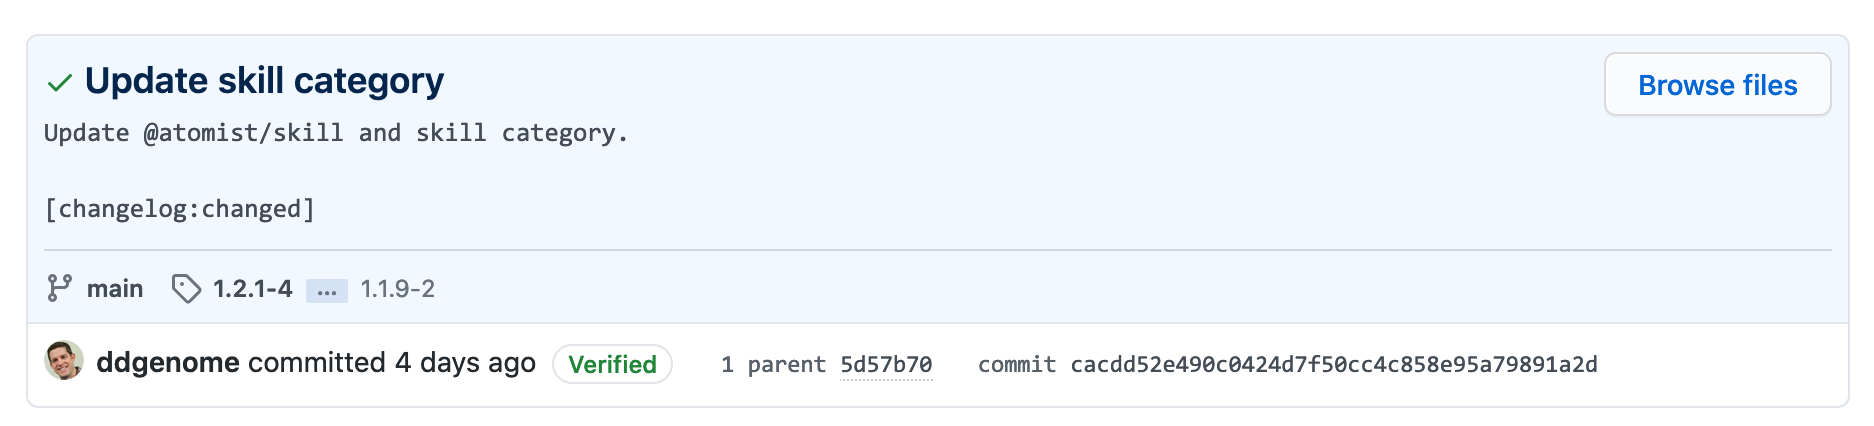 Update skill category
Browse files
Update @atomist/skill and skill category.
[changelog:changed]
main 1.2.1-4 ... 1.1.9-2
ddgenome committed 4 days ago Verified 1 parent 5d57b70 commit cacdd52e490c0424d7f50cc4c858e95a79891a2d